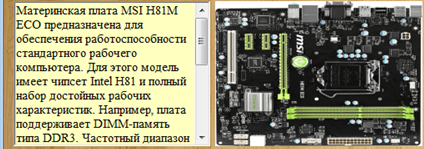 Материнская плата MSI H81M
ECO предназначена для
обеспечения работоспособности
стандартного рабочего
компьютера. Для этого модель
имеет чипсет Intel H81 и полный
набор достойных рабочих
характеристик. Например, плата
поддерживает DIMM-память
типа DDR3. Частотный диапазон
msi